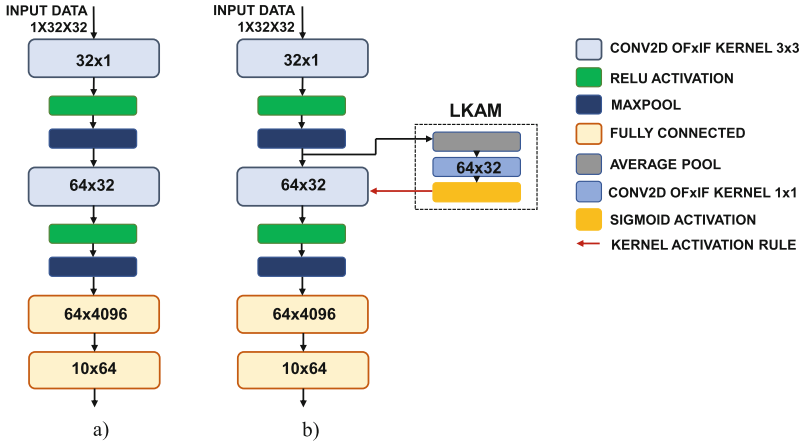 INPUT DATA
1X32X32
32x1
64x32
64x4096
10x64
a)
INPUT DATA
1X32X32
32x1
64x32
64x4096
10x64
b)
LKAM
64x32
CONV2D OFxIF KERNEL 3x3
RELU ACTIVATION
MAXPOOL
FULLY CONNECTED
AVERAGE POOL
CONV2D OFxIF KERNEL 1x1
SIGMOID ACTIVATION
KERNEL ACTIVATION RULE